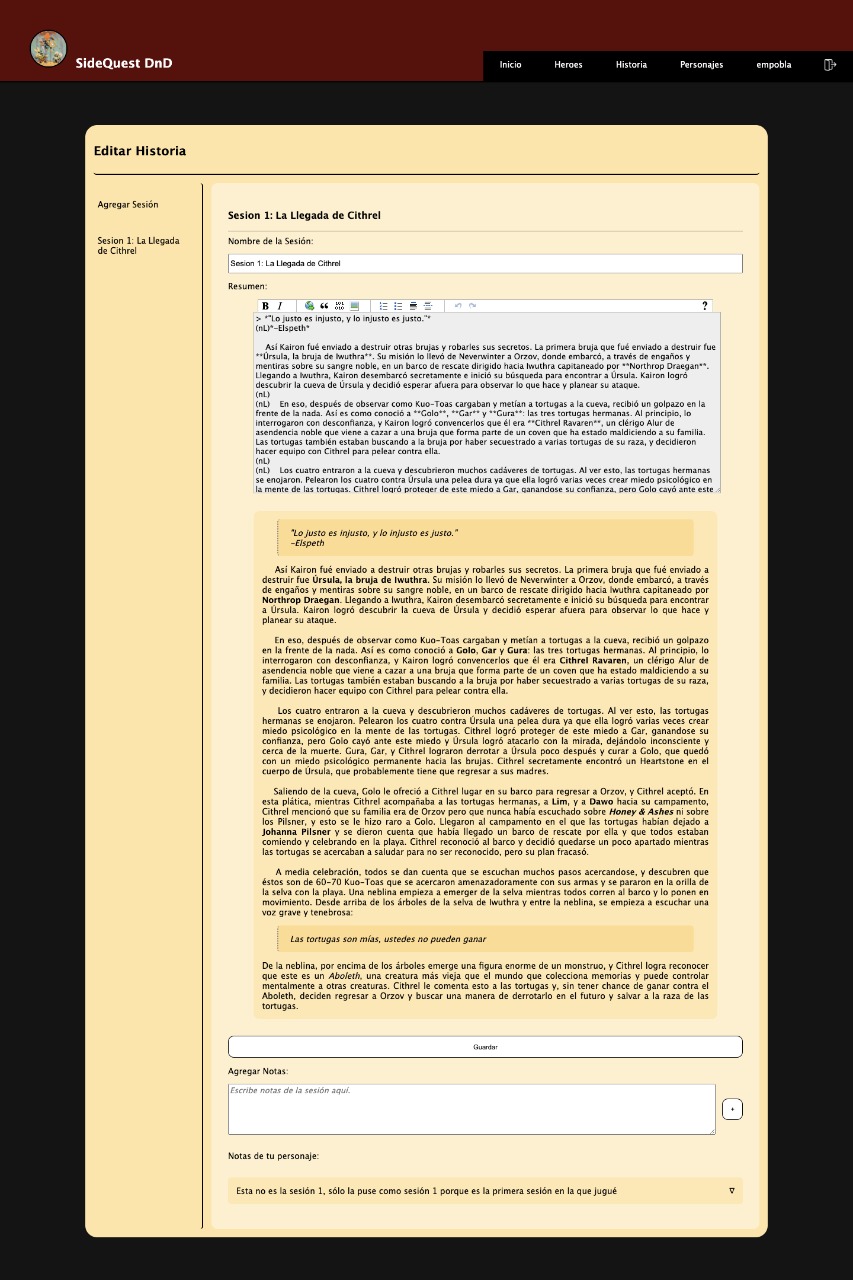 SideQuest DnD
Inicio
Heroes
Historia
Personajes
empobla
Editar Historia
Agregar Sesión
Sesion 1: La Llegada
de Cithrel
Sesion 1: La Llegada de Cithrel
Nombre de la Sesión:
Sesion 1: La Llegada de Cithrel
Resumen:
B I ?
> *"Lo justo es injusto, y lo injusto es justo."*
(nL)*-Elspeth*
Así Kairon fué enviado a destruir otras brujas y robarles sus secretos. La primera bruja que fué enviado a destruir fue
**Úrsula, la bruja de Iwuthra**. Su misión lo llevó de Neverwinter a Orzov, donde embarcó, a través de engaños y
mentiras sobre su sangre noble, en un barco de rescate dirigido hacia Iwuthra capitaneado por **Northrop Draegan**.
Llegando a Iwuthra, Kairon desembarcó secretamente e inició su búsqueda para encontrar a Úrsula. Kairon logró
descubrir la cueva de Úrsula y decidió esperar afuera para observar lo que hace y planear su ataque.
(nL)
(nL) En eso, después de observar como Kuo-Toas cargaban y metían a tortugas a la cueva, recibió un golpazo en la
frente de la nada. Así es como conoció a **Golo**, **Gar** y **Gura**: las tres tortugas hermanas. Al principio, lo
interrogaron con desconfianza, y Kairon logró convencerlos que él era **Cithrel Ravaren**, un clérigo Alur de
asendencia noble que viene a cazar a una bruja que forma parte de un coven que ha estado maldiciendo a su familia.
Las tortugas también estaban buscando a la bruja por haber secuestrado a varias tortugas de su raza, y decidieron
hacer equipo con Cithrel para pelear contra ella.
(nL)
(nL) Los cuatro entraron a la cueva y descubrieron muchos cadáveres de tortugas. Al ver esto, las tortugas hermanas
se enojaron. Pelearon los cuatro contra Úrsula una pelea dura ya que ella logró varias veces crear miedo psicológico en
la mente de las tortugas. Cithrel logró proteger de este miedo a Gar, ganandose su confianza, pero Golo cayó ante este
"Lo justo es injusto, y lo injusto es justo."
-Elspeth
Así Kairon fué enviado a destruir otras brujas y robarles sus secretos. La primera bruja que fué enviado a
destruir fue Úrsula, la bruja de Iwuthra. Su misión lo llevó de Neverwinter a Orzov, donde embarcó, a través
de engaños y mentiras sobre su sangre noble, en un barco de rescate dirigido hacia Iwuthra capitaneado por
Northrop Draegan. Llegando a Iwuthra, Kairon desembarcó secretamente e inició su búsqueda para encontrar
a Úrsula. Kairon logró descubrir la cueva de Úrsula y decidió esperar afuera para observar lo que hace y
planear su ataque.
En eso, después de observar como Kuo-Toas cargaban y metían a tortugas a la cueva, recibió un golpazo
en la frente de la nada. Así es como conoció a Golo, Gar y Gura: las tres tortugas hermanas. Al principio, lo
interrogaron con desconfianza, y Kairon logró convencerlos que él era Cithrel Ravaren, un clérigo Alur de
asendencia noble que viene a cazar a una bruja que forma parte de un coven que ha estado maldiciendo a su
familia. Las tortugas también estaban buscando a la bruja por haber secuestrado a varias tortugas de su raza,
y decidieron hacer equipo con Cithrel para pelear contra ella.
Los cuatro entraron a la cueva y descubrieron muchos cadáveres de tortugas. Al ver esto, las tortugas
hermanas se enojaron. Pelearon los cuatro contra Úrsula una pelea dura ya que ella logró varias veces crear
miedo psicológico en la mente de las tortugas. Cithrel logró proteger de este miedo a Gar, ganandose su
confianza, pero Golo cayó ante este miedo y Úrsula logró atacarlo con la mirada, dejándolo inconsciente y
cerca de la muerte. Gura, Gar, y Cithrel lograron derrotar a Úrsula poco después y curar a Golo, que quedó
con un miedo psicológico permanente hacia las brujas. Cithrel secretamente encontró un Heartstone en el
cuerpo de Úrsula, que probablemente tiene que regresar a sus madres.
Saliendo de la cueva, Golo le ofreció a Cithrel lugar en su barco para regresar a Orzov, y Cithrel aceptó. En
esta plática, mientras Cithrel acompañaba a las tortugas hermanas, a Lim, y a Dawo hacia su campamento,
Cithrel mencionó que su familia era de Orzov pero que nunca había escuchado sobre Honey & Ashes ni sobre
los Pilsner, y esto se le hizo raro a Golo. Llegaron al campamento en el que las tortugas habían dejado a
Johanna Pilsner y se dieron cuenta que había llegado un barco de rescate por ella y que todos estaban
comiendo y celebrando en la playa. Cithrel reconoció al barco y decidió quedarse un poco apartado mientras
las tortugas se acercaban a saludar para no ser reconocido, pero su plan fracasó.
A media celebración, todos se dan cuenta que se escuchan muchos pasos acercandose, y descubren que
éstos son de 60-70 Kuo-Toas que se acercaron amenazadoramente con sus armas y se pararon en la orilla de
la selva con la playa. Una neblina empieza a emerger de la selva mientras todos corren al barco y lo ponen en
movimiento. Desde arriba de los árboles de la selva de Iwuthra y entre la neblina, se empieza a escuchar una
voz grave y tenebrosa:
Las tortugas son mías, ustedes no pueden ganar
De la neblina, por encima de los árboles emerge una figura enorme de un monstruo, y Cithrel logra reconocer
que este es un Aboleth, una creatura más vieja que el mundo que colecciona memorias y puede controlar
mentalmente a otras creaturas. Cithrel le comenta esto a las tortugas y, sin tener chance de ganar contra el
Aboleth, deciden regresar a Orzov y buscar una manera de derrotarlo en el futuro y salvar a la raza de las
tortugas.
Guardar
Agregar Notas:
Escribe notas de la sesión aquí.
+
Notas de tu personaje:
Esta no es la sesión 1, sólo la puse como sesión 1 porque es la primera sesión en la que jugué